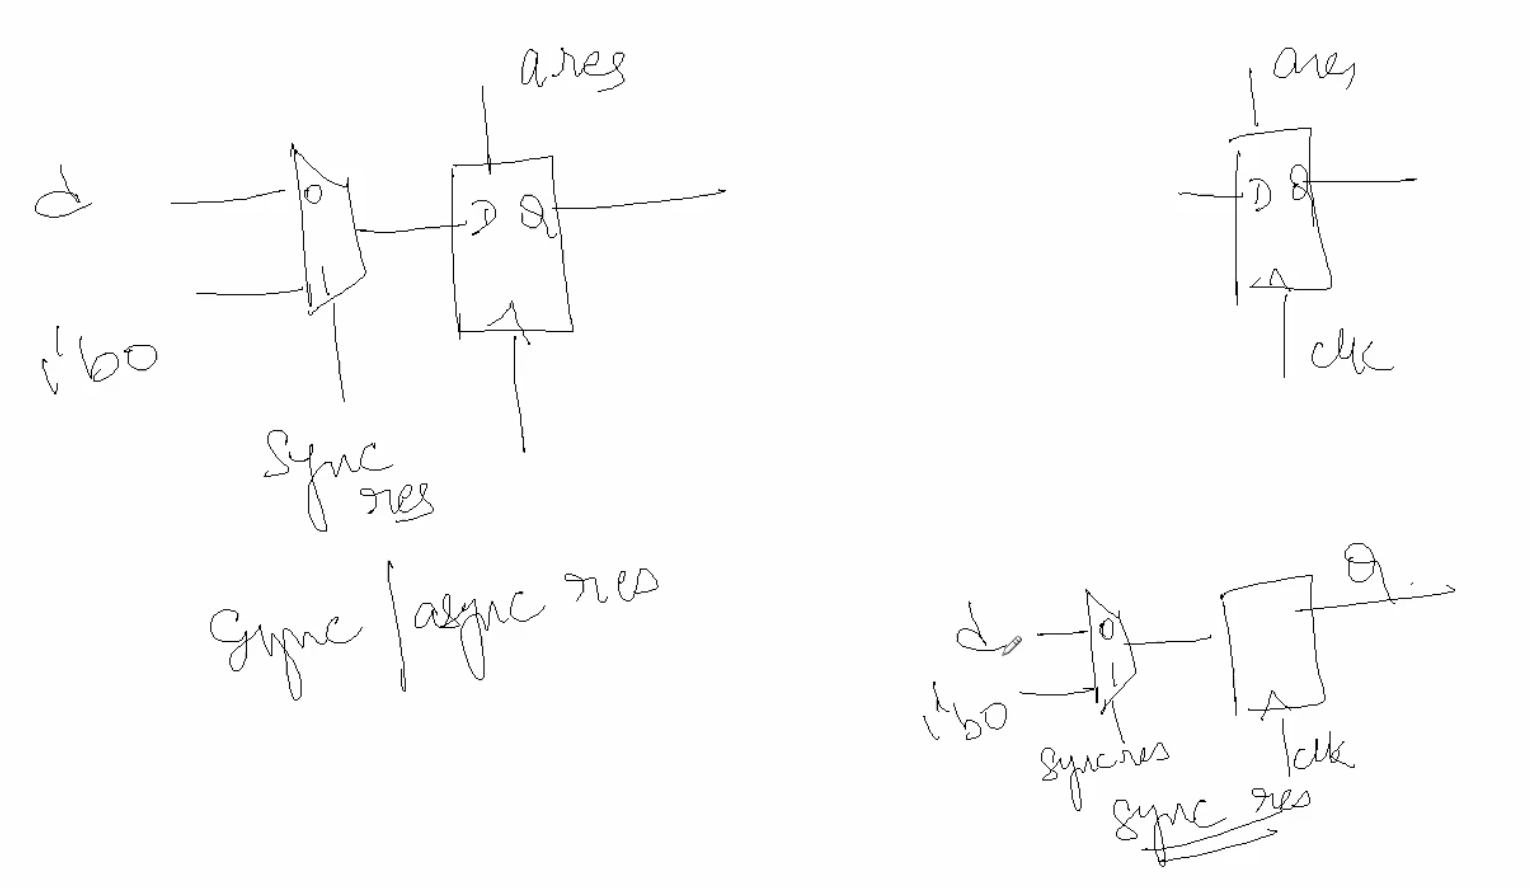 ares
d
0
D Q
1
1'b0
sync
res
sync / async res
ares
D Q
clk
Q
d
0
1
1'b0
syncres
clk
sync res